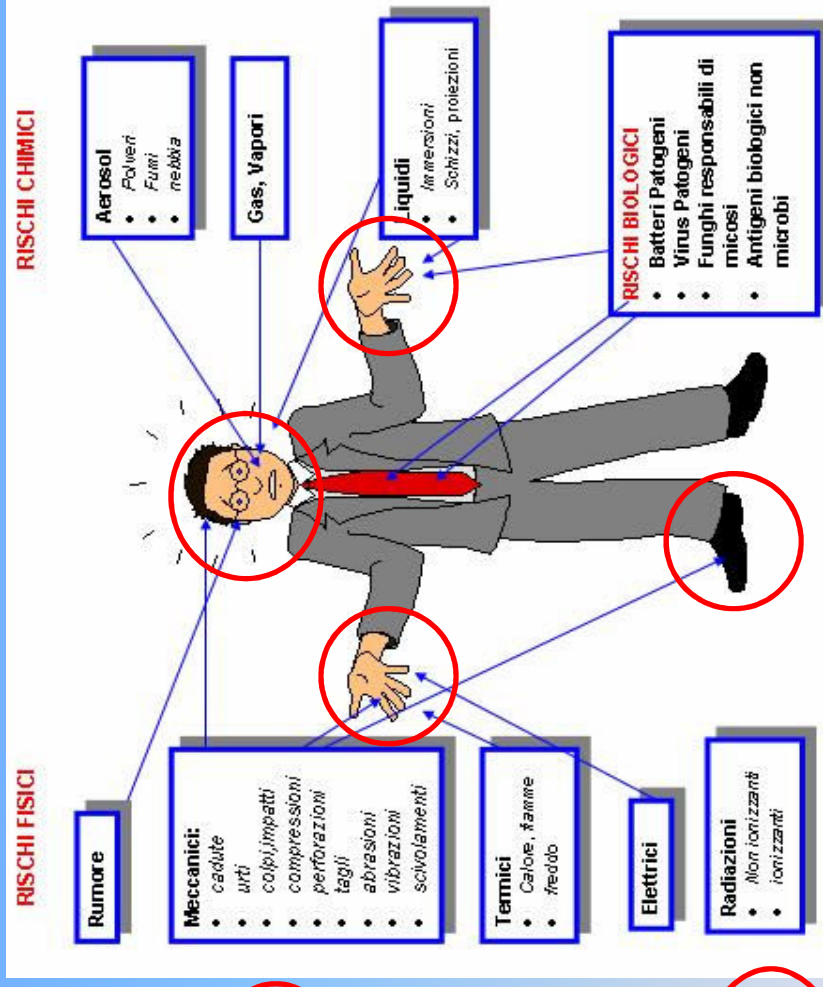 RISCHI FISICI
Rumore
Meccanici:
• cadute
• urti
• colpi,impatti
• compressioni
• perforazioni
• tagli
• abrasioni
• vibrazioni
• scivolamenti
Termici
• Calore, fiamme
• freddo
Elettrici
Radiazioni
• Non ionizzanti
• ionizzanti
RISCHI CHIMICI
Aerosol
• Polveri
• Fumi
• nebbia
Gas, Vapori
Liquidi
• Immersioni
• Schizzi, proiezioni
RISCHI BIOLOGICI
• Batteri Patogeni
• Virus Patogeni
• Funghi responsabili di
micosi
• Antigeni biologici non
microbi